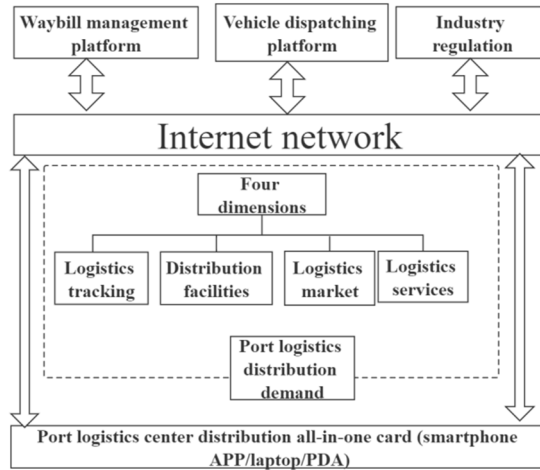 Waybill management
platform
Vehicle dispatching
platform
Industry
regulation
Internet network
Four
dimensions
Logistics
tracking
Distribution
facilities
Logistics
market
Logistics
services
Port logistics
distribution
demand
Port logistics center distribution all-in-one card (smartphone
APP/laptop/PDA)